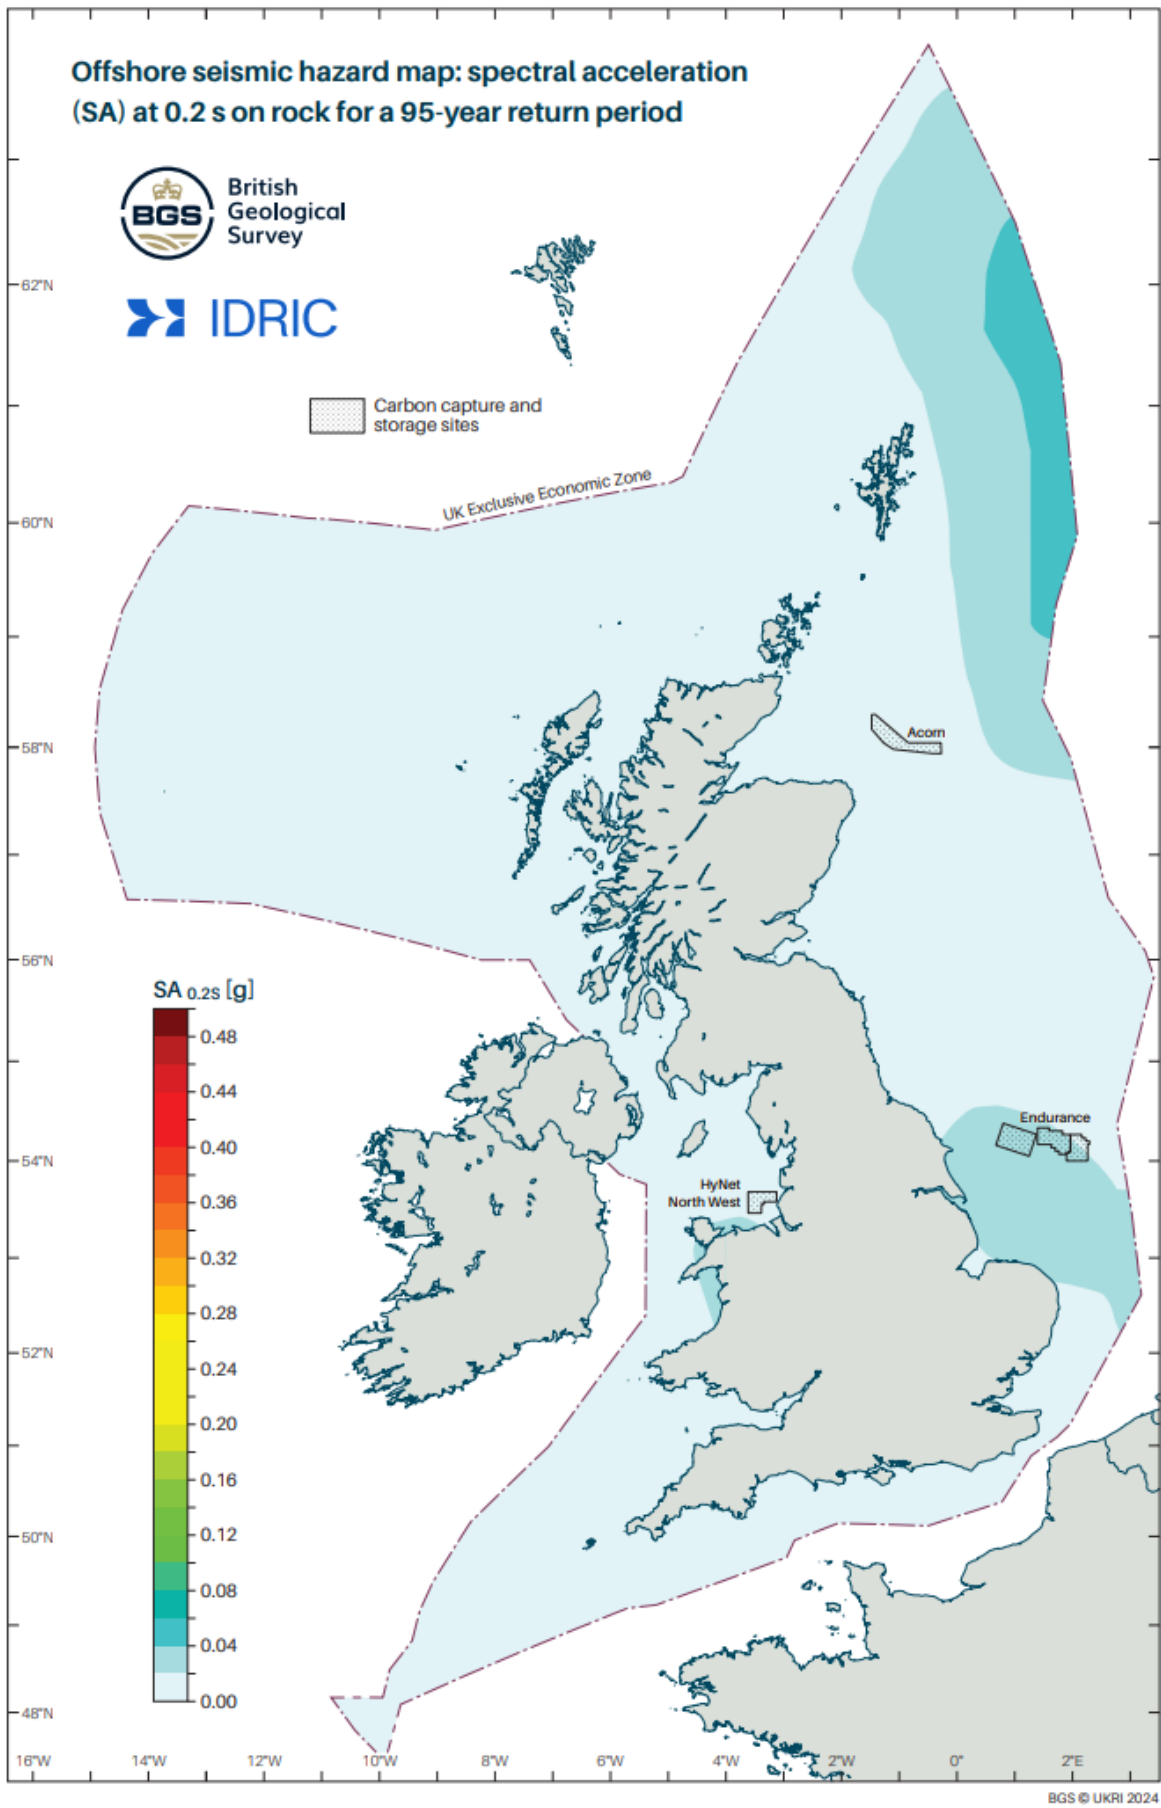 Offshore seismic hazard map: spectral acceleration
(SA) at 0.2 s on rock for a 95-year return period
BGS
British
Geological
Survey
IDRIC
Carbon capture and
storage sites
UK Exclusive Economic Zone
62°N
60°N
58°N
56°N
54°N
52°N
50°N
48°N
Acorn
Endurance
HyNet
North West
SA 0.2S [g]
0.48
0.44
0.40
0.36
0.32
0.28
0.24
0.20
0.16
0.12
0.08
0.04
0.00
16°W 14°W 12°W 10°W 8°W 6°W 4°W 2°W 0° 2°E
BGS © UKRI 2024